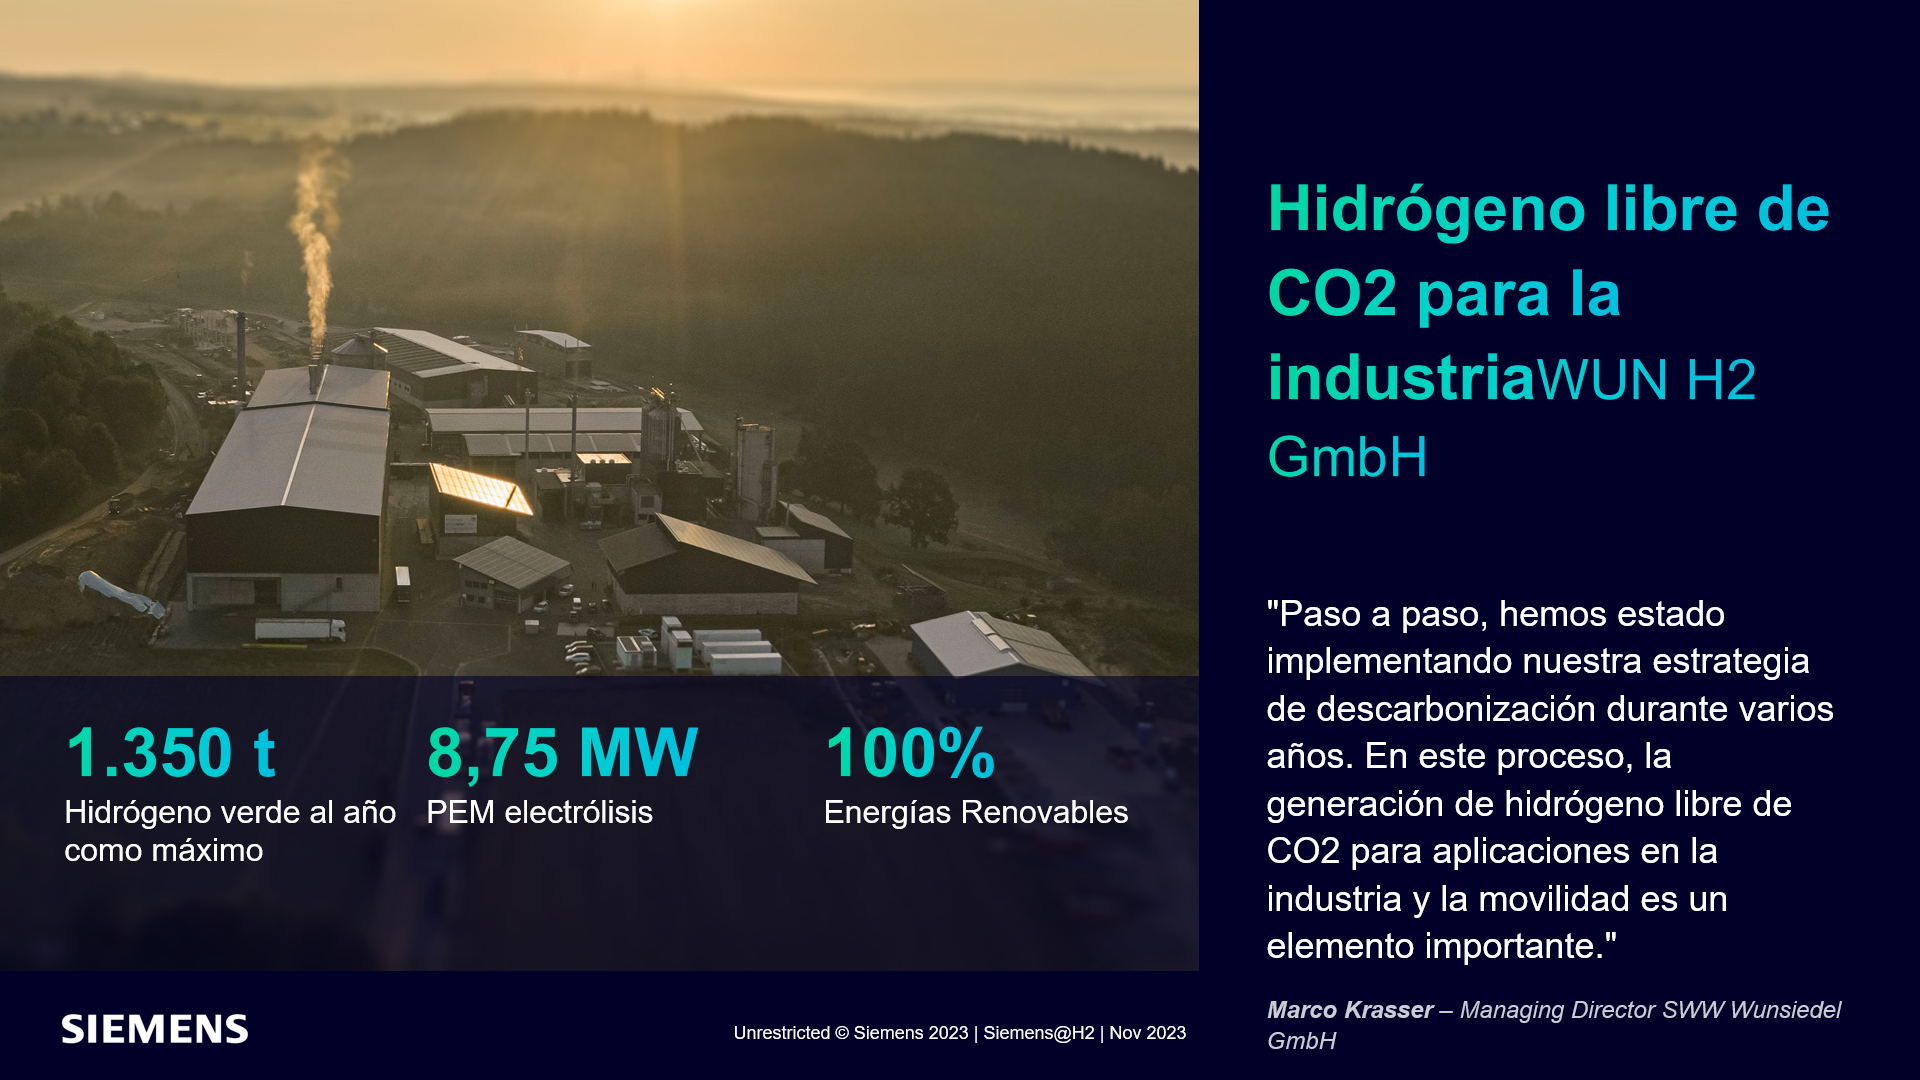 Hidrógeno libre de
CO2 para la
industriaWUN H2
GmbH
"Paso a paso, hemos estado
implementando nuestra estrategia
de descarbonización durante varios
años. En este proceso, la
generación de hidrógeno libre de
CO2 para aplicaciones en la
industria y la movilidad es un
elemento importante."
Marco Krasser – Managing Director SWW Wunsiedel
GmbH
1.350 t
Hidrógeno verde al año
como máximo
8,75 MW
PEM electrólisis
100%
Energías Renovables
SIEMENS
Unrestricted © Siemens 2023 | Siemens@H2 | Nov 2023